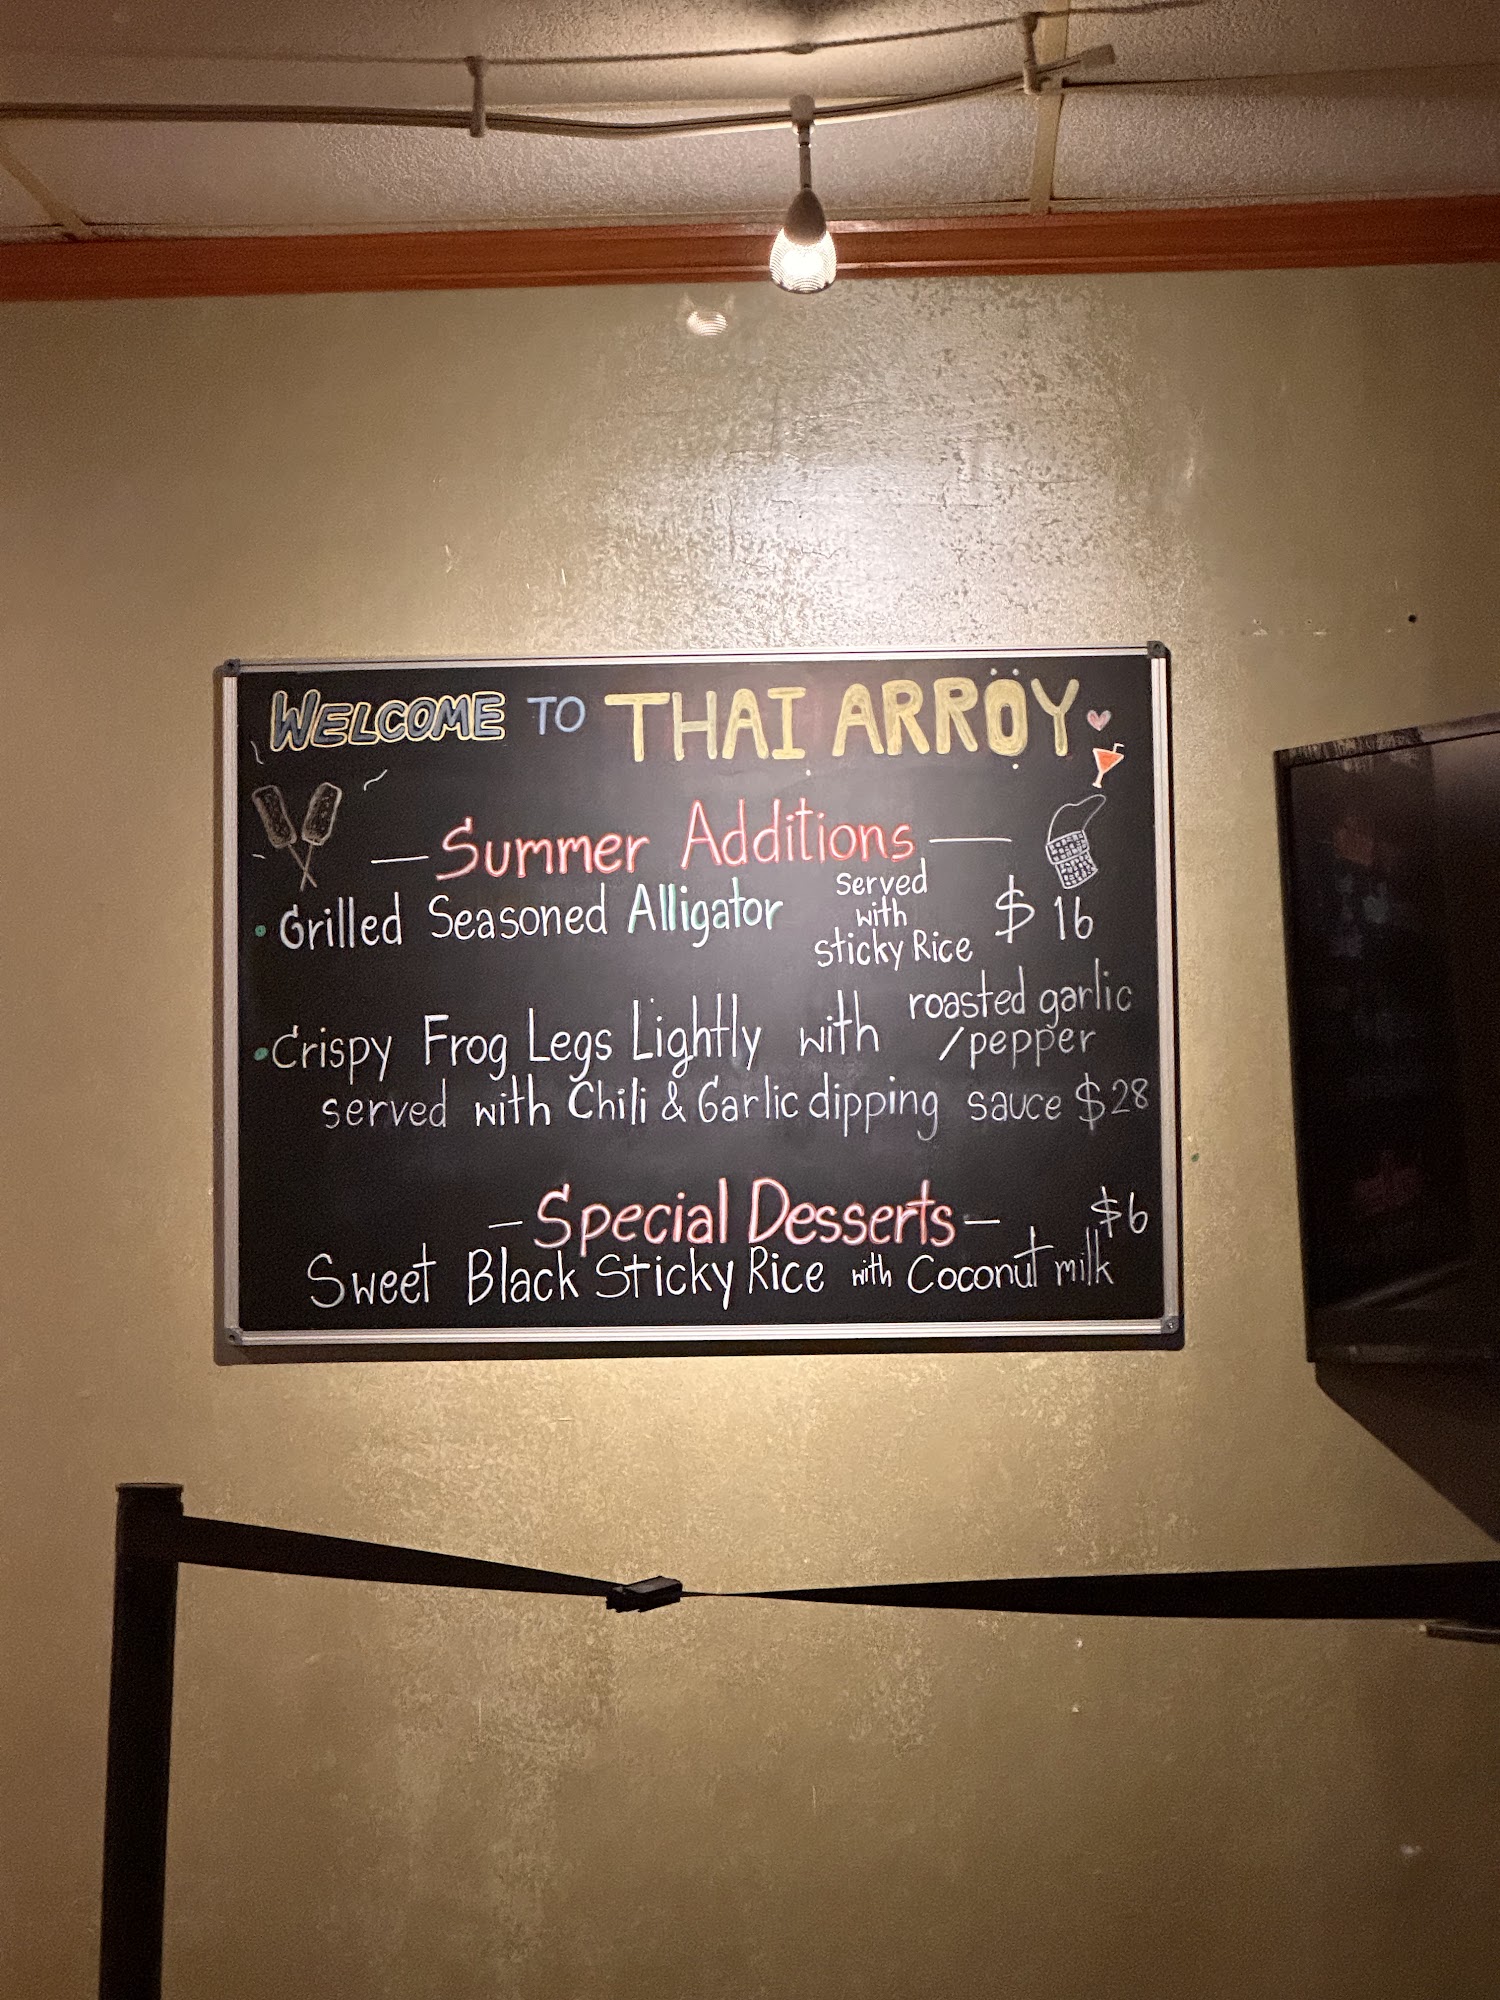 WELCOME TO THAI ARRÖY
— Summer Additions —
• Grilled Seasoned Alligator served with sticky Rice $16
• Crispy Frog Legs Lightly with roasted garlic / pepper
served with Chili & Garlic dipping sauce $28
– Special Desserts – $6
Sweet Black Sticky Rice with Coconut milk